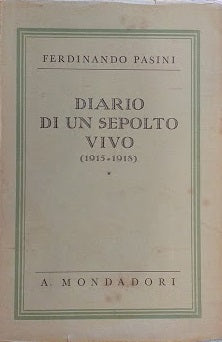 FERDINANDO PASINI
DIARIO
DI UN SEPOLTO
VIVO
(1915-1918)
*
A. MONDADORI